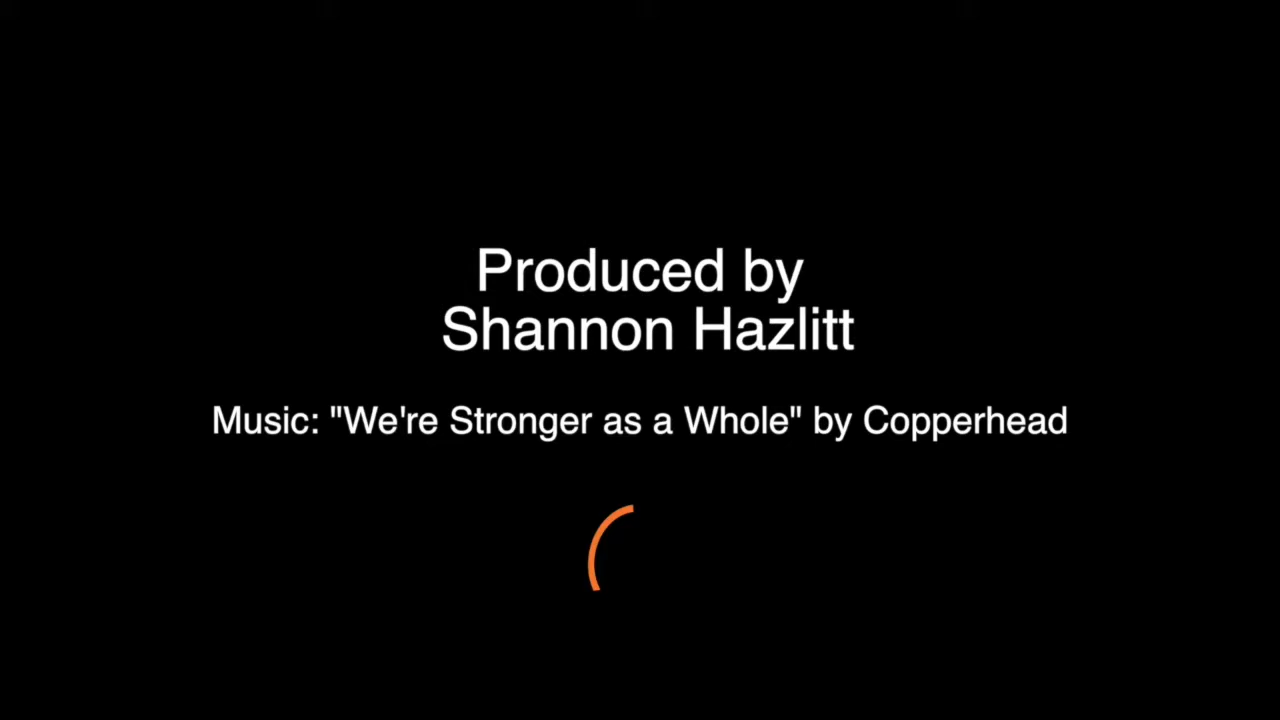 Produced by
Shannon Hazlitt
Music: "We're Stronger as a Whole" by Copperhead